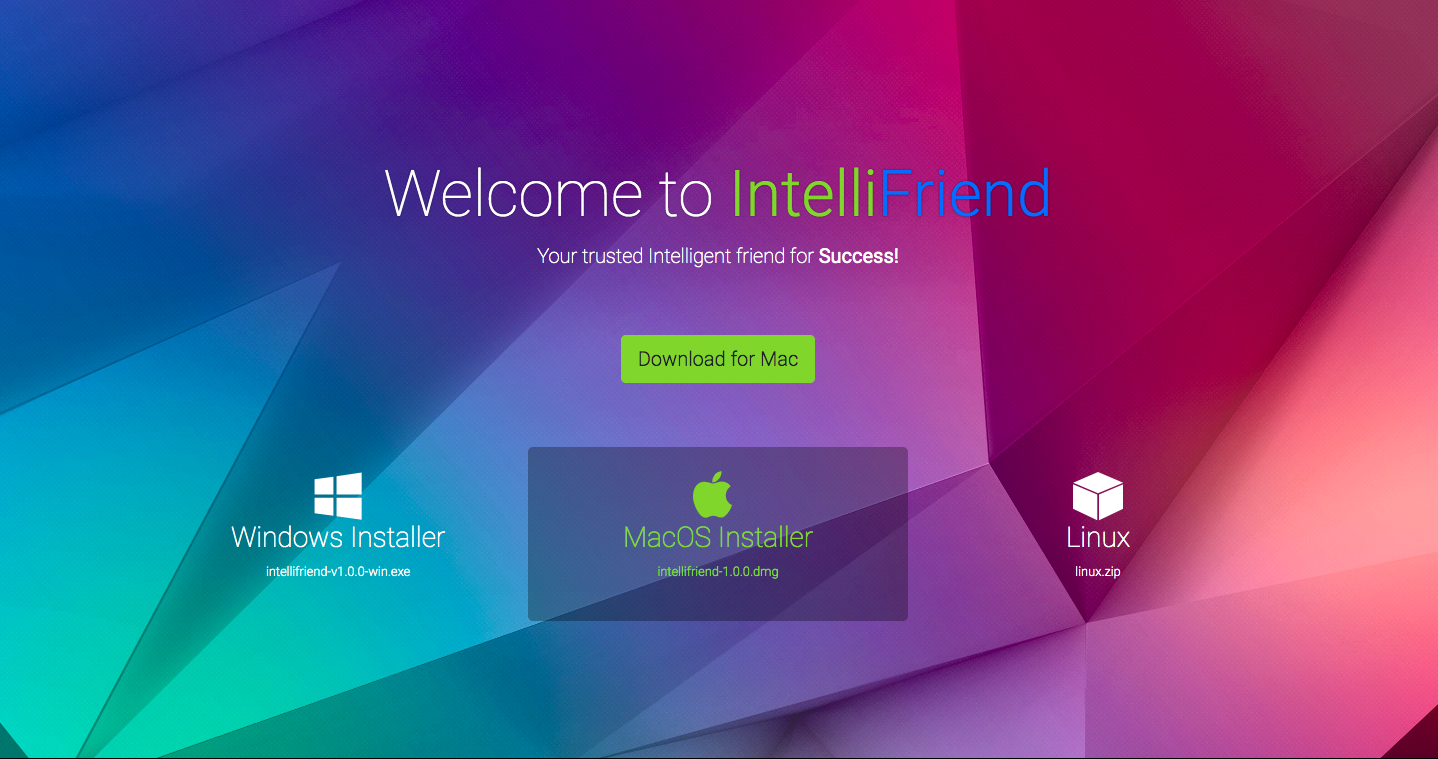 Welcome to IntelliFriend
Your trusted Intelligent friend for Success!
Download for Mac
Windows Installer
intellifriend-v1.0.0-win.exe
MacOS Installer
intellifriend-1.0.0.dmg
Linux
linux.zip